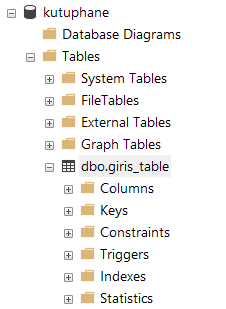 kutuphane
Database Diagrams
Tables
System Tables
FileTables
External Tables
Graph Tables
dbo.giris_table
Columns
Keys
Constraints
Triggers
Indexes
Statistics